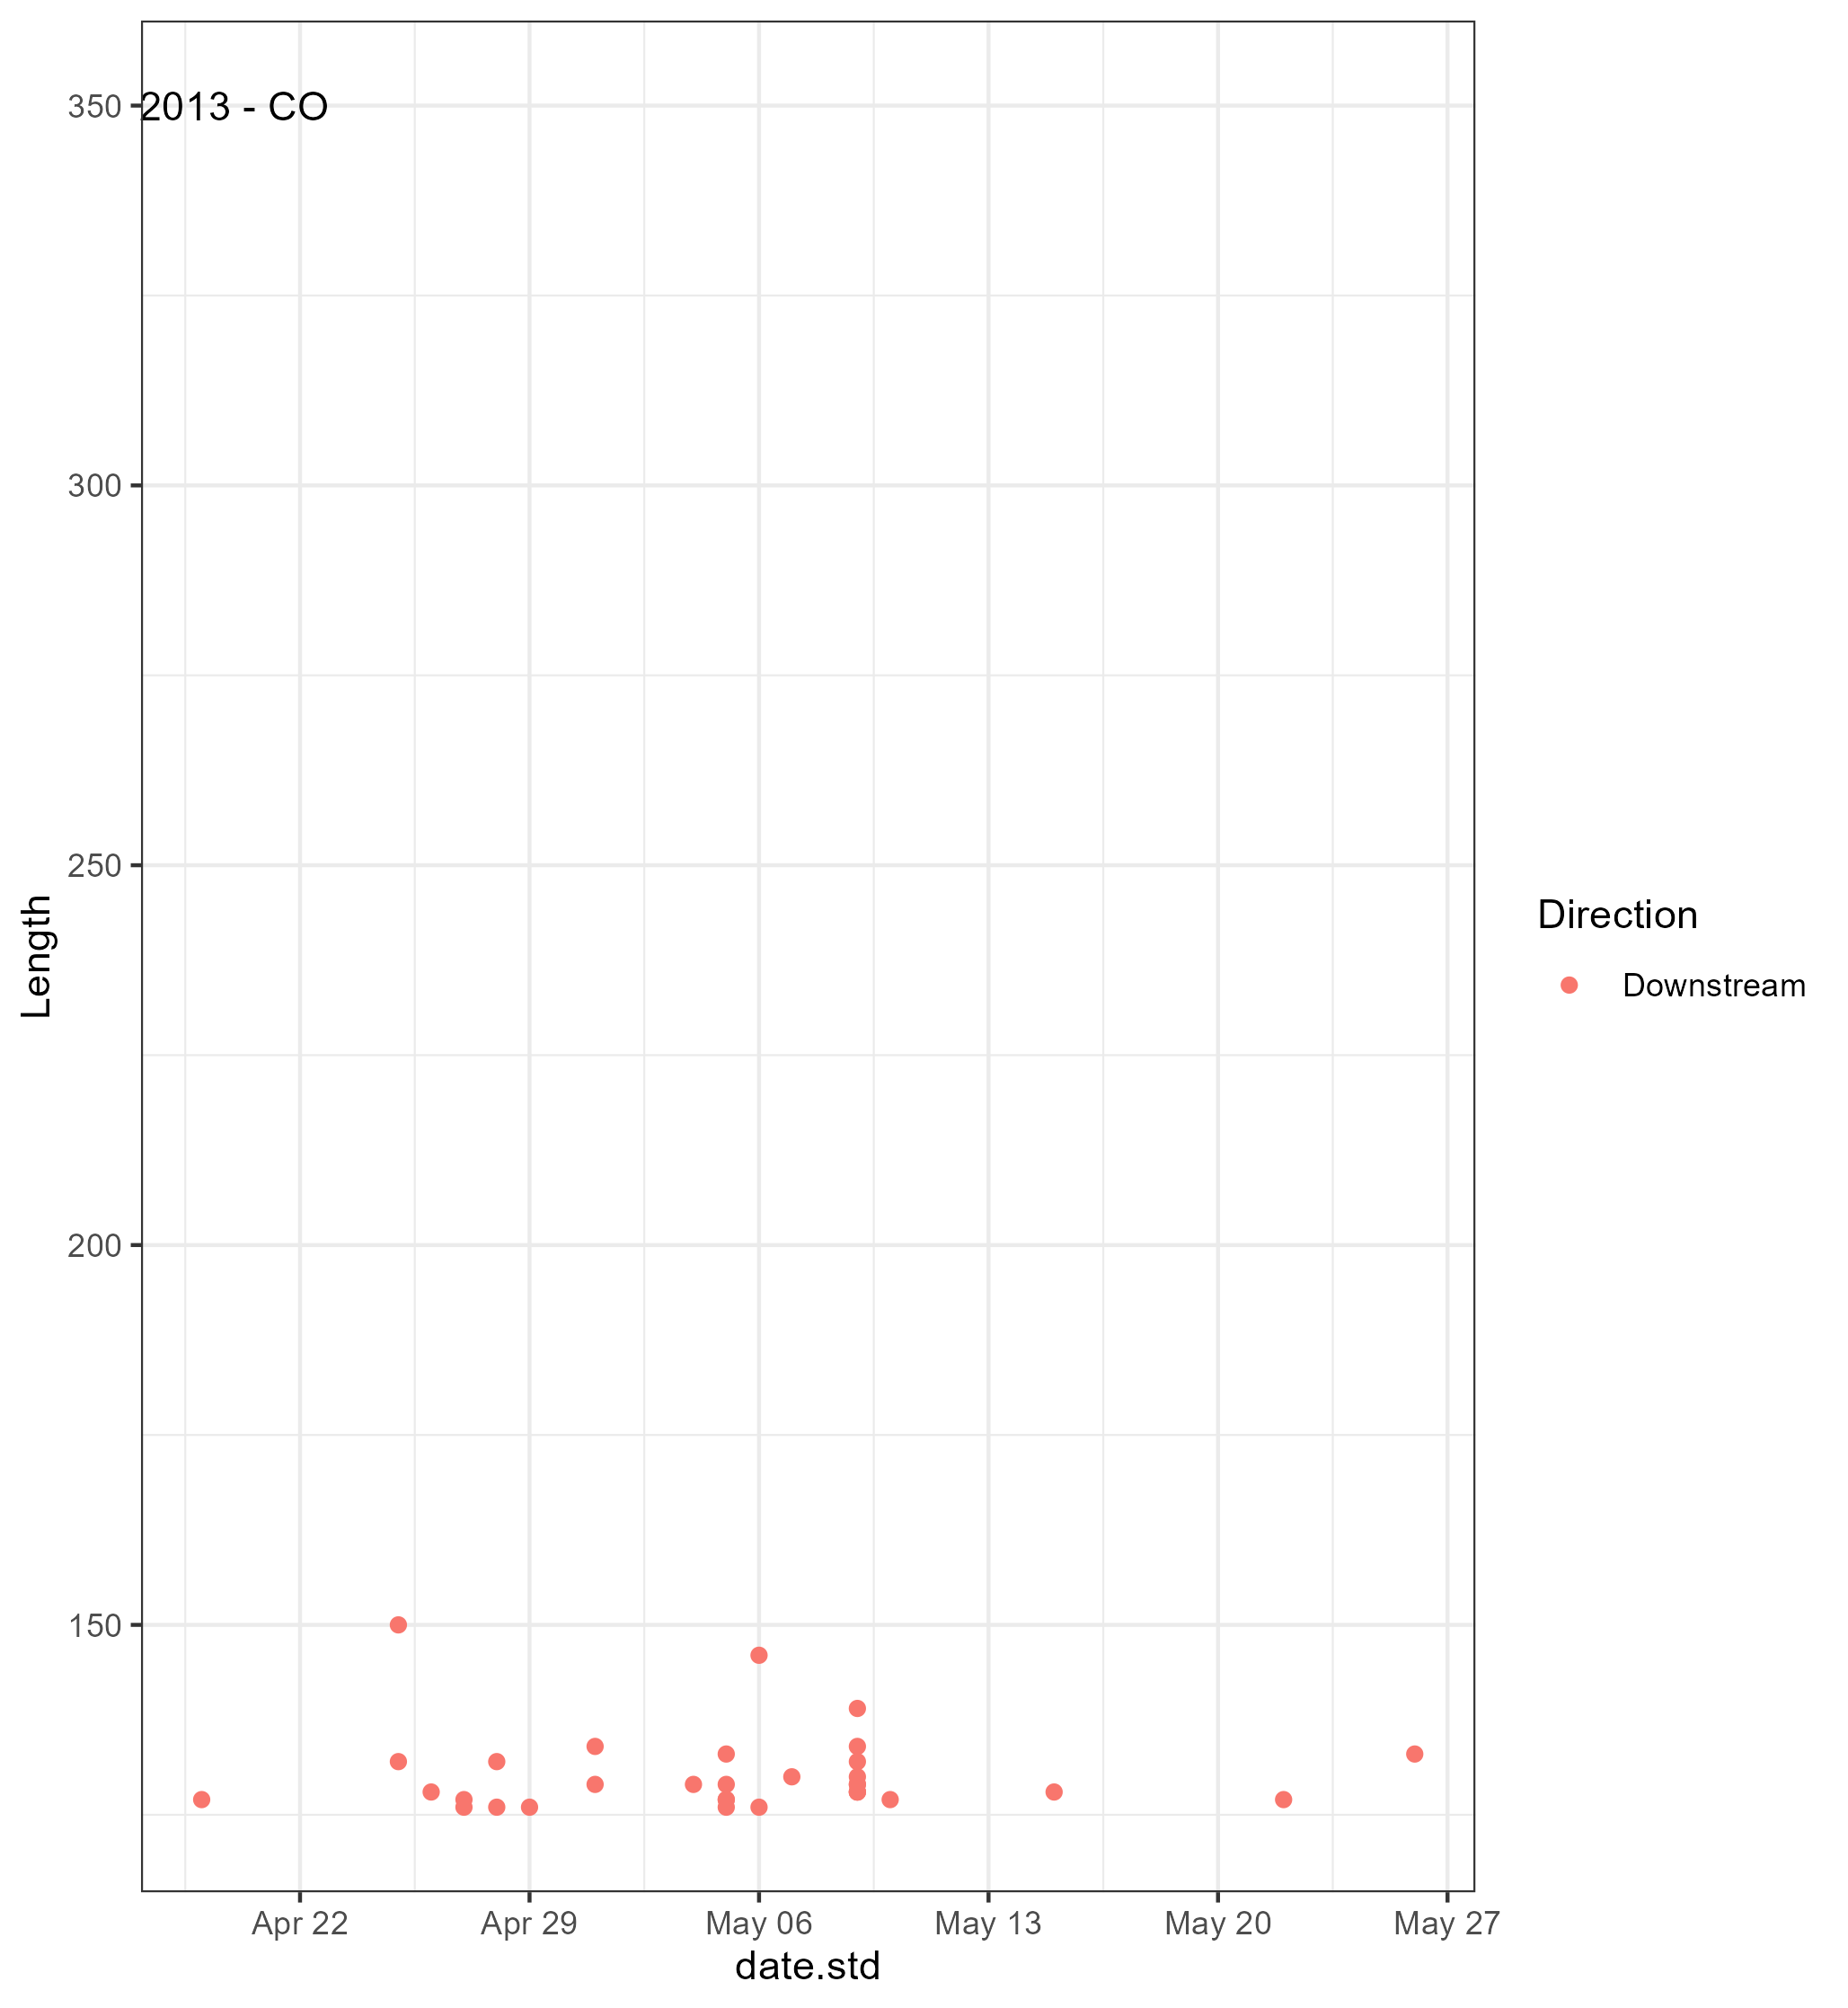 2013 - CO
350
300
250
200
150
Length
Apr 22
Apr 29
May 06
May 13
May 20
May 27
date.std
Direction
Downstream